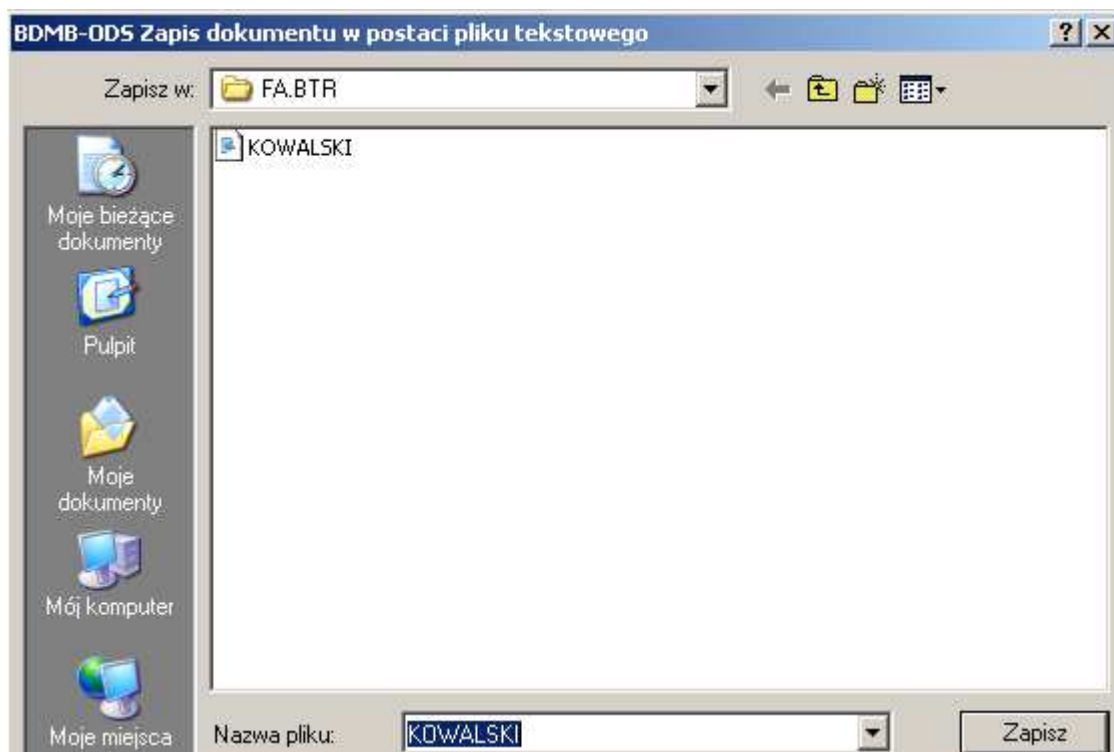 BDMB-ODS Zapis dokumentu w postaci pliku tekstowego
Zapisz w:
FA.BTR
KOWALSKI
Moje bieżące
dokumenty
Pulpit
Moje
dokumenty
Mój komputer
Moje miejsca
Nazwa pliku:
KOWALSKI
Zapisz